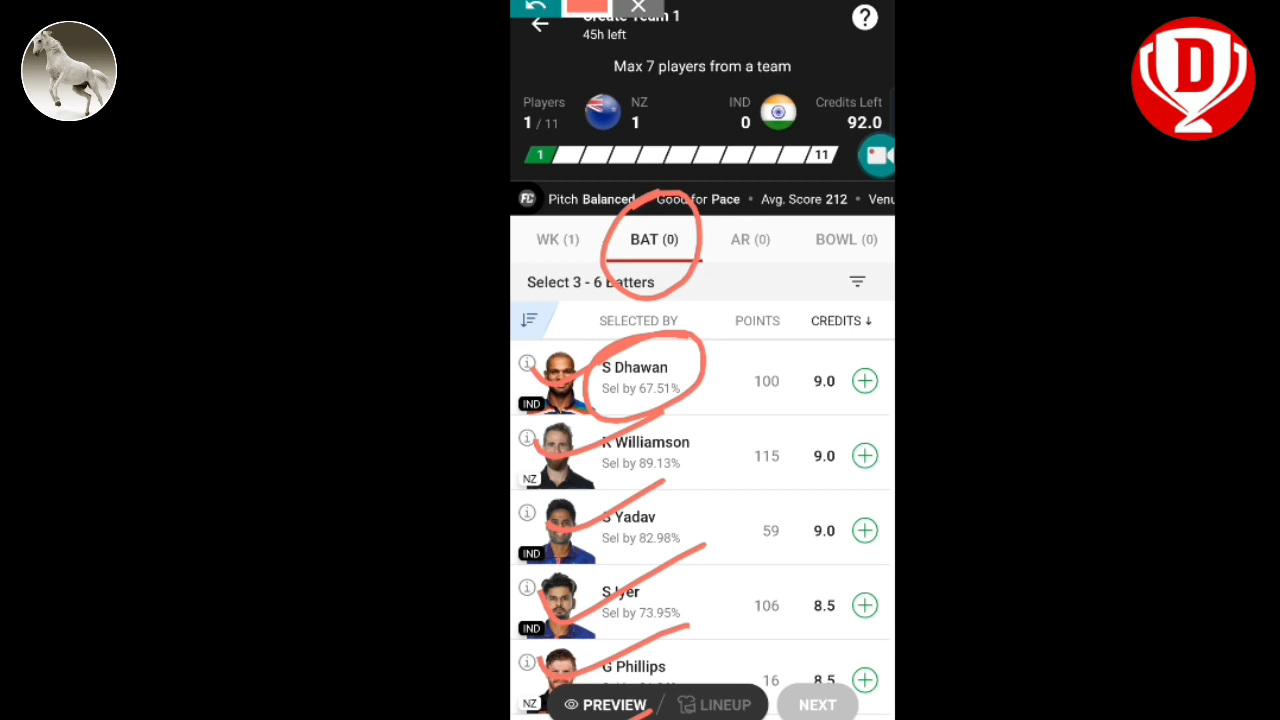 Create Team 1
45h left
Max 7 players from a team
Players NZ IND Credits Left
1 / 11 1 0 92.0
1 11
FC Pitch Balanced • Good for Pace • Avg. Score 212 •
WK (1) BAT (0) AR (0) BOWL (0)
Select 3 - 6 Batters
SELECTED BY POINTS CREDITS ↓
S Dhawan
Sel by 67.51% 100 9.0
IND
K Williamson
Sel by 89.13% 115 9.0
NZ
S Yadav
Sel by 82.98% 59 9.0
IND
S Iyer
Sel by 73.95% 106 8.5
IND
G Phillips
16 8.5
NZ
PREVIEW / LINEUP NEXT
D